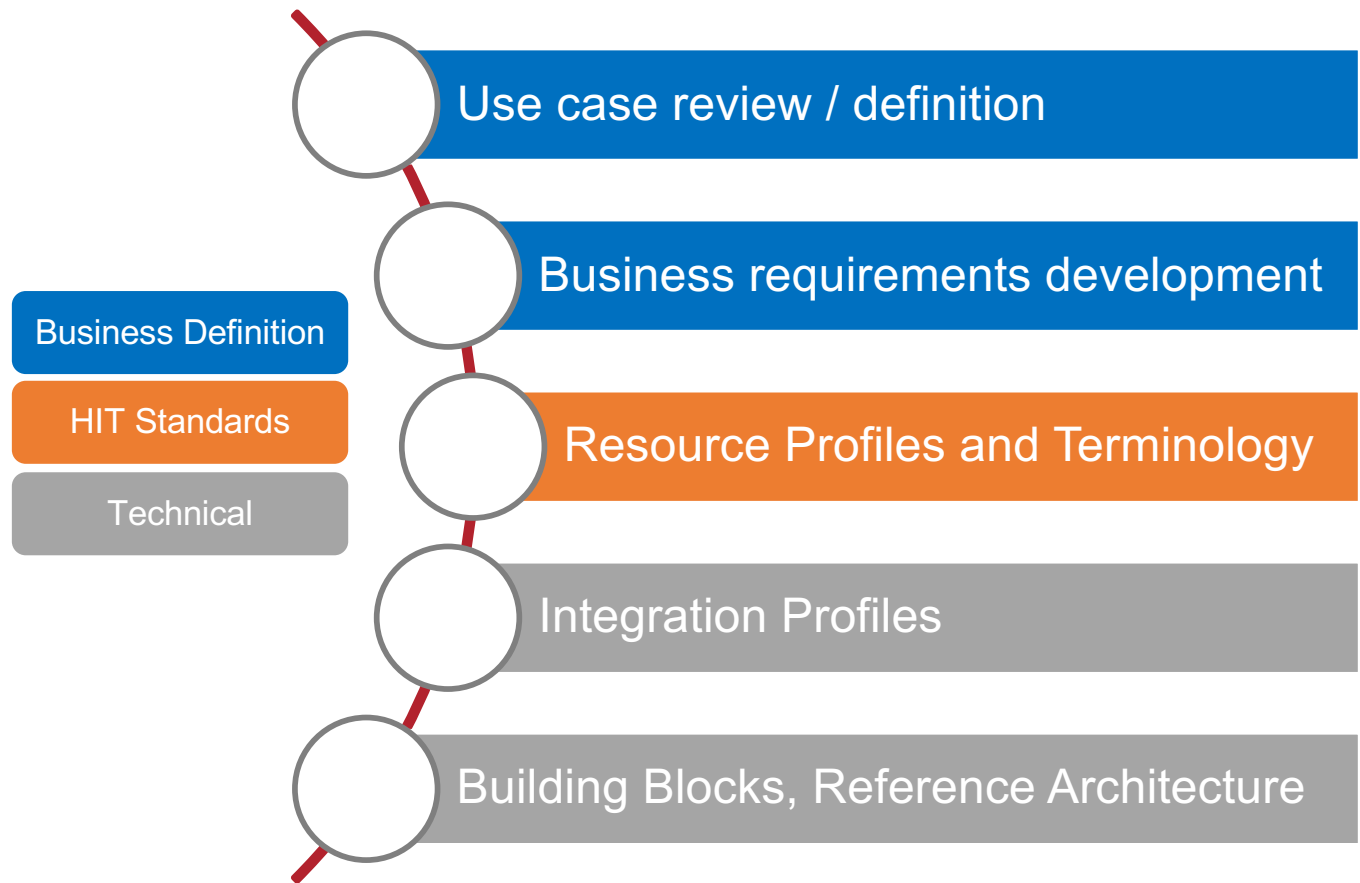 Use case review / definition
Business requirements development
Business Definition
HIT Standards
Resource Profiles and Terminology
Technical
Integration Profiles
Building Blocks, Reference Architecture